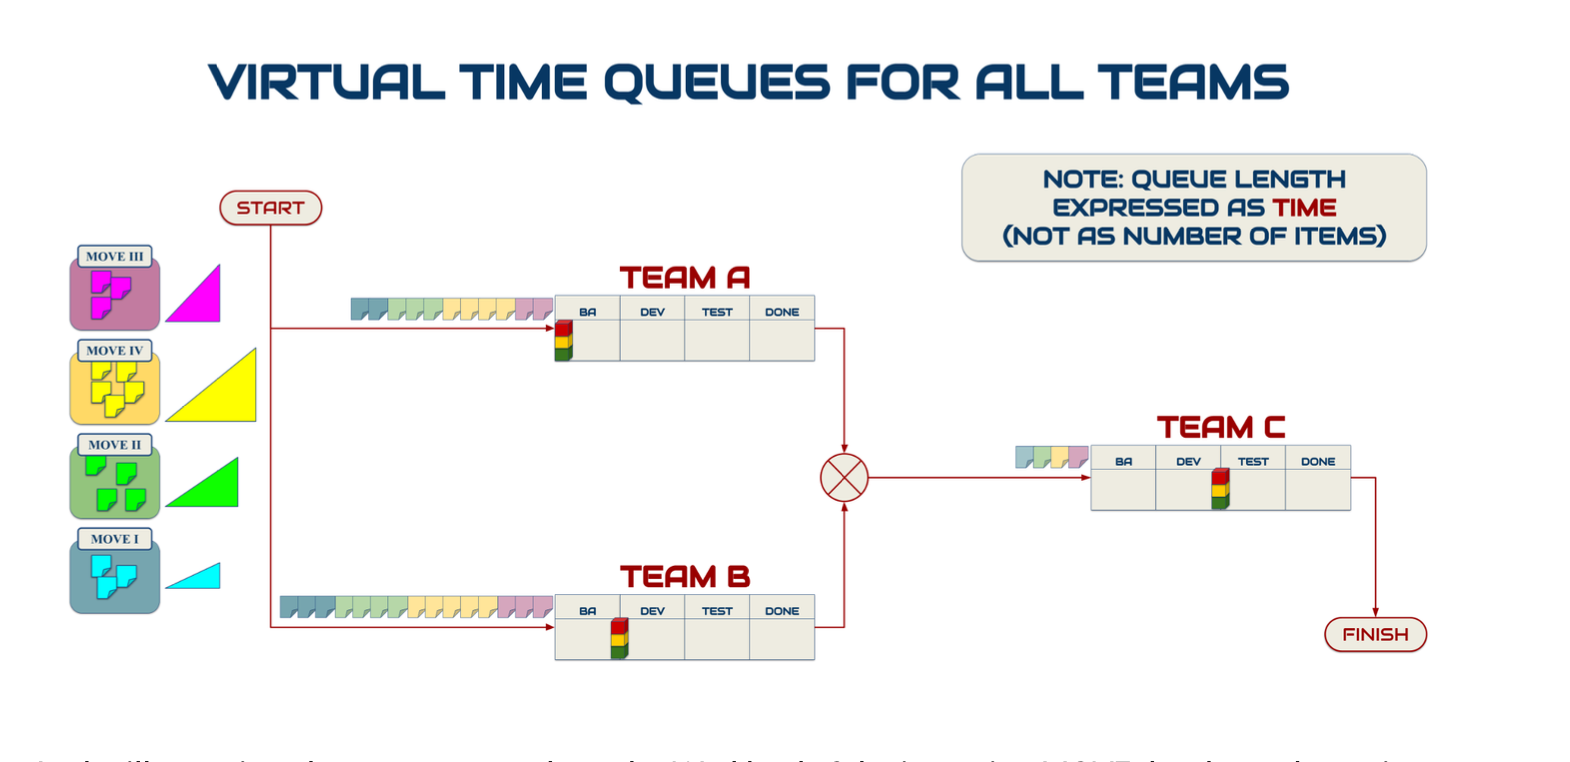 VIRTUAL TIME QUEUES FOR ALL TEAMS
NOTE: QUEUE LENGTH
EXPRESSED AS TIME
(NOT AS NUMBER OF ITEMS)
START
MOVE III
MOVE IV
MOVE II
MOVE I
TEAM A
BA DEV TEST DONE
TEAM B
BA DEV TEST DONE
TEAM C
BA DEV TEST DONE
FINISH